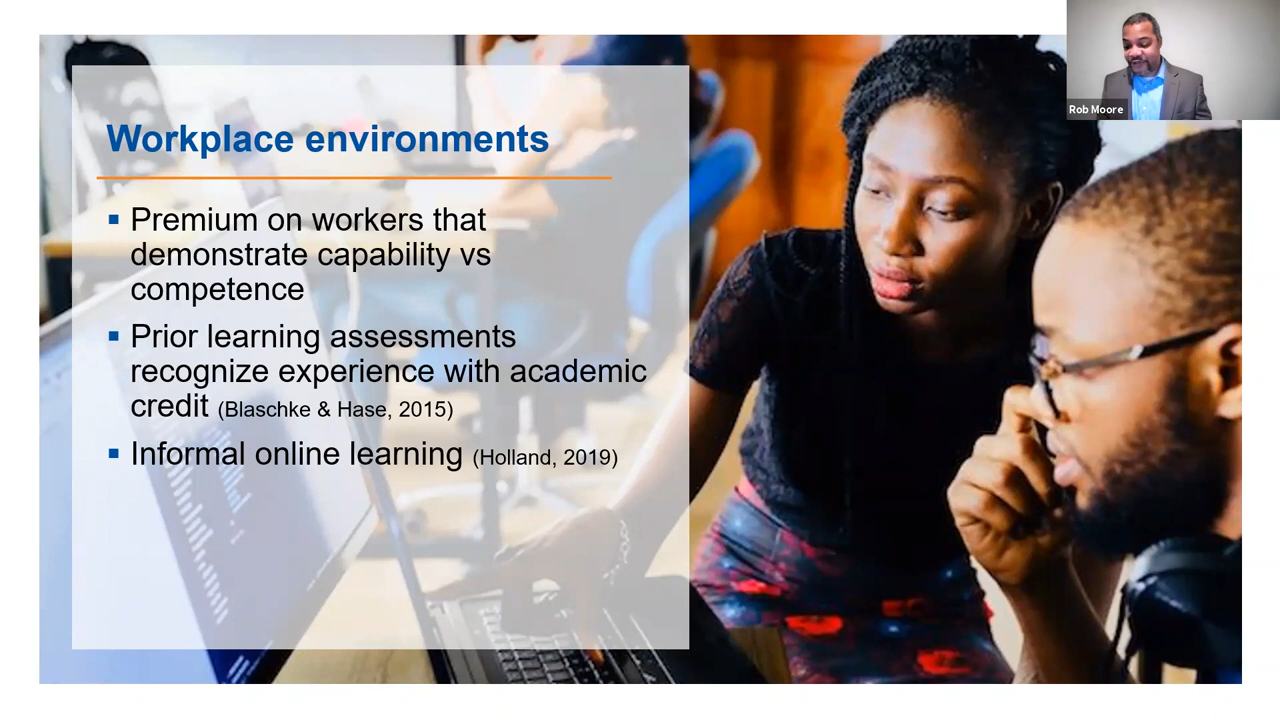 Workplace environments
▪ Premium on workers that
demonstrate capability vs
competence
▪ Prior learning assessments
recognize experience with academic
credit (Blaschke & Hase, 2015)
▪ Informal online learning (Holland, 2019)
Rob Moore